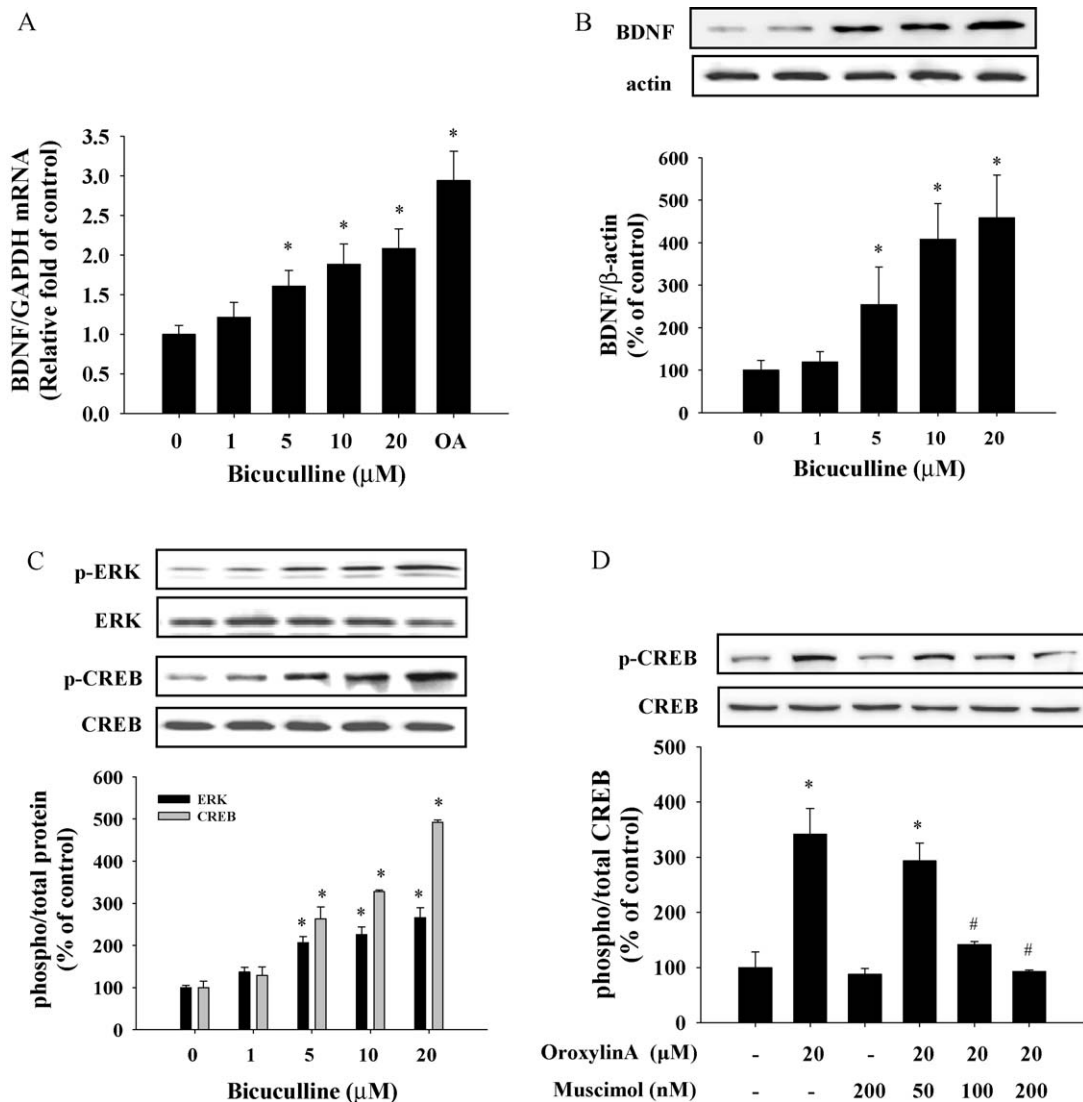 A
BDNF/GAPDH mRNA
(Relative fold of control)
3.5
3.0
2.5
2.0
1.5
1.0
0.5
0.0
*
*
*
*
0 1 5 10 20 OA
Bicuculline (μM)
B
BDNF
actin
BDNF/β-actin
(% of control)
600
500
400
300
200
100
0
*
*
*
0 1 5 10 20
Bicuculline (μM)
C
p-ERK
ERK
p-CREB
CREB
phospho/total protein
(% of control)
600
500
400
300
200
100
0
ERK
CREB
*
*
*
*
*
*
0 1 5 10 20
Bicuculline (μM)
D
p-CREB
CREB
phospho/total CREB
(% of control)
500
400
300
200
100
0
*
*
#
#
OroxylinA (μM) - 20 - 20 20 20
Muscimol (nM) - - 200 50 100 200